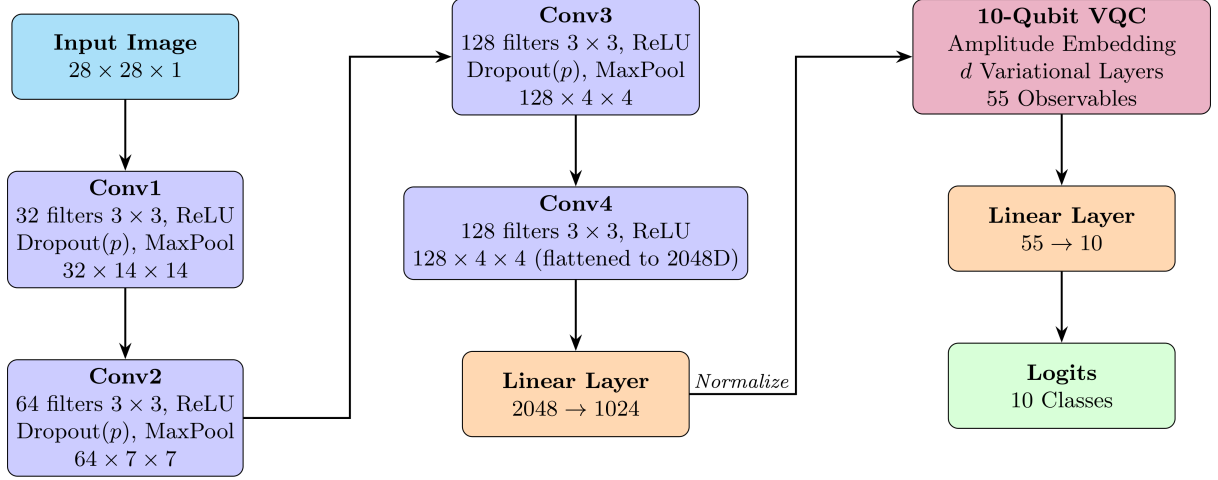 Input Image
28 × 28 × 1
Conv1
32 filters 3 × 3, ReLU
Dropout(p), MaxPool
32 × 14 × 14
Conv2
64 filters 3 × 3, ReLU
Dropout(p), MaxPool
64 × 7 × 7
Conv3
128 filters 3 × 3, ReLU
Dropout(p), MaxPool
128 × 4 × 4
Conv4
128 filters 3 × 3, ReLU
128 × 4 × 4 (flattened to 2048D)
Linear Layer
2048 → 1024
Normalize
10-Qubit VQC
Amplitude Embedding
d Variational Layers
55 Observables
Linear Layer
55 → 10
Logits
10 Classes